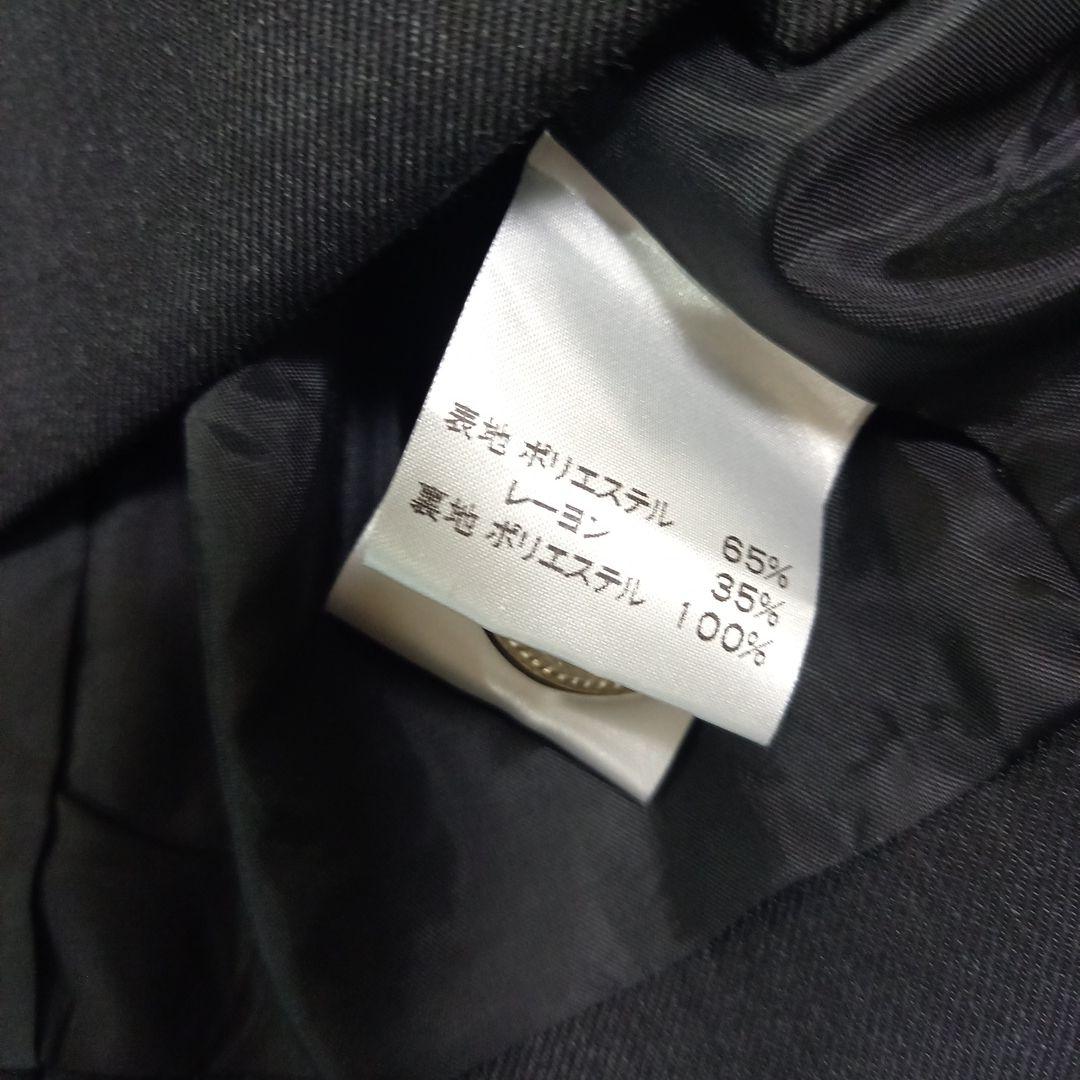 表地 ポリエステル 65%
レーヨン 35%
裏地 ポリエステル 100%